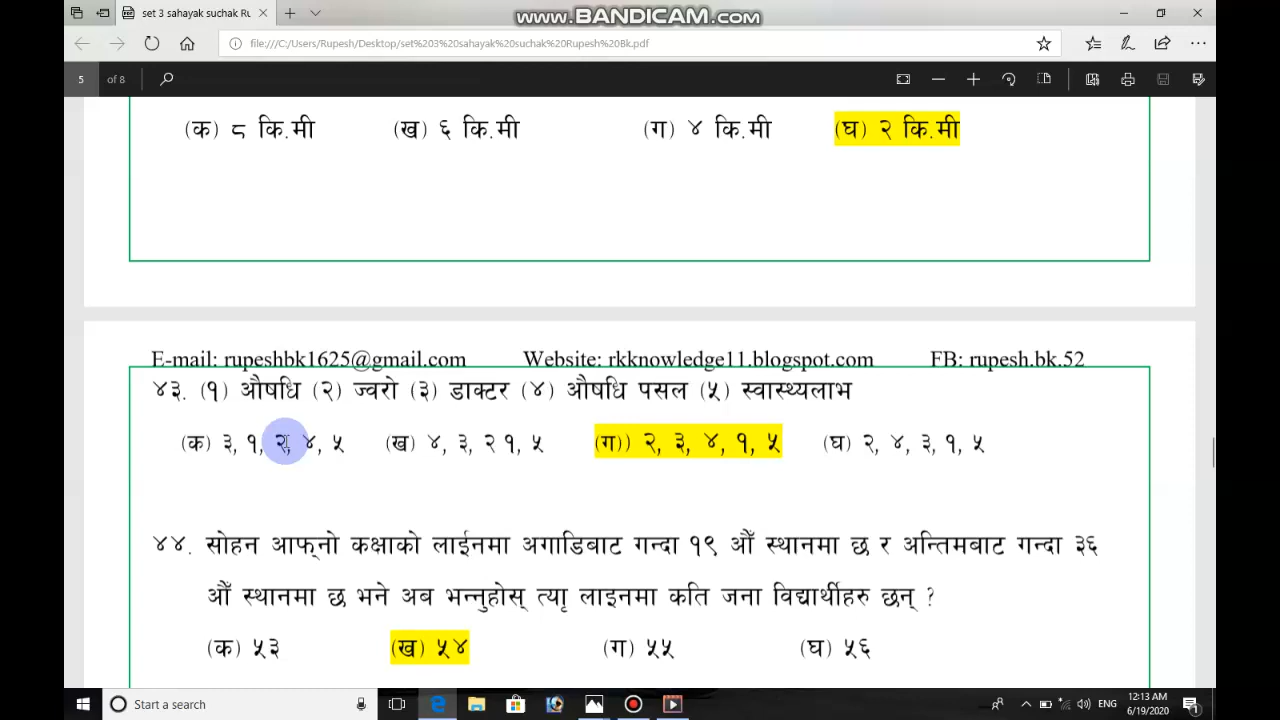 www.BANDICAM.com
set 3 sahayak suchak Ru
file:///C:/Users/Rupesh/Desktop/set%203%20sahayak%20suchak%20Rupesh%20Bk.pdf
5 of 8
(क) ८ कि.मी (ख) ६ कि.मी (ग) ४ कि.मी (घ) २ कि.मी
E-mail: rupeshbk1625@gmail.com Website: rkknowledge11.blogspot.com FB: rupesh.bk.52
४३. (१) औषधि (२) ज्वरो (३) डाक्टर (४) औषधि पसल (५) स्वास्थ्यलाभ
(क) ३, १, २, ४, ५ (ख) ४, ३, २ १, ५ (ग)) २, ३, ४, १, ५ (घ) २, ४, ३, १, ५
४४. सोहन आफ्‌नो कक्षाको लाईनमा अगाडिबाट गन्दा १९ औँ स्थानमा छ र अन्तिमबाट गन्दा ३६
औँ स्थानमा छ भने अब भन्नुहोस् त्यृ लाइनमा कति जना विद्यार्थीहरु छन् ?
(क) ५३ (ख) ५४ (ग) ५५ (घ) ५६
Start a search
ENG
12:13 AM
6/19/2020